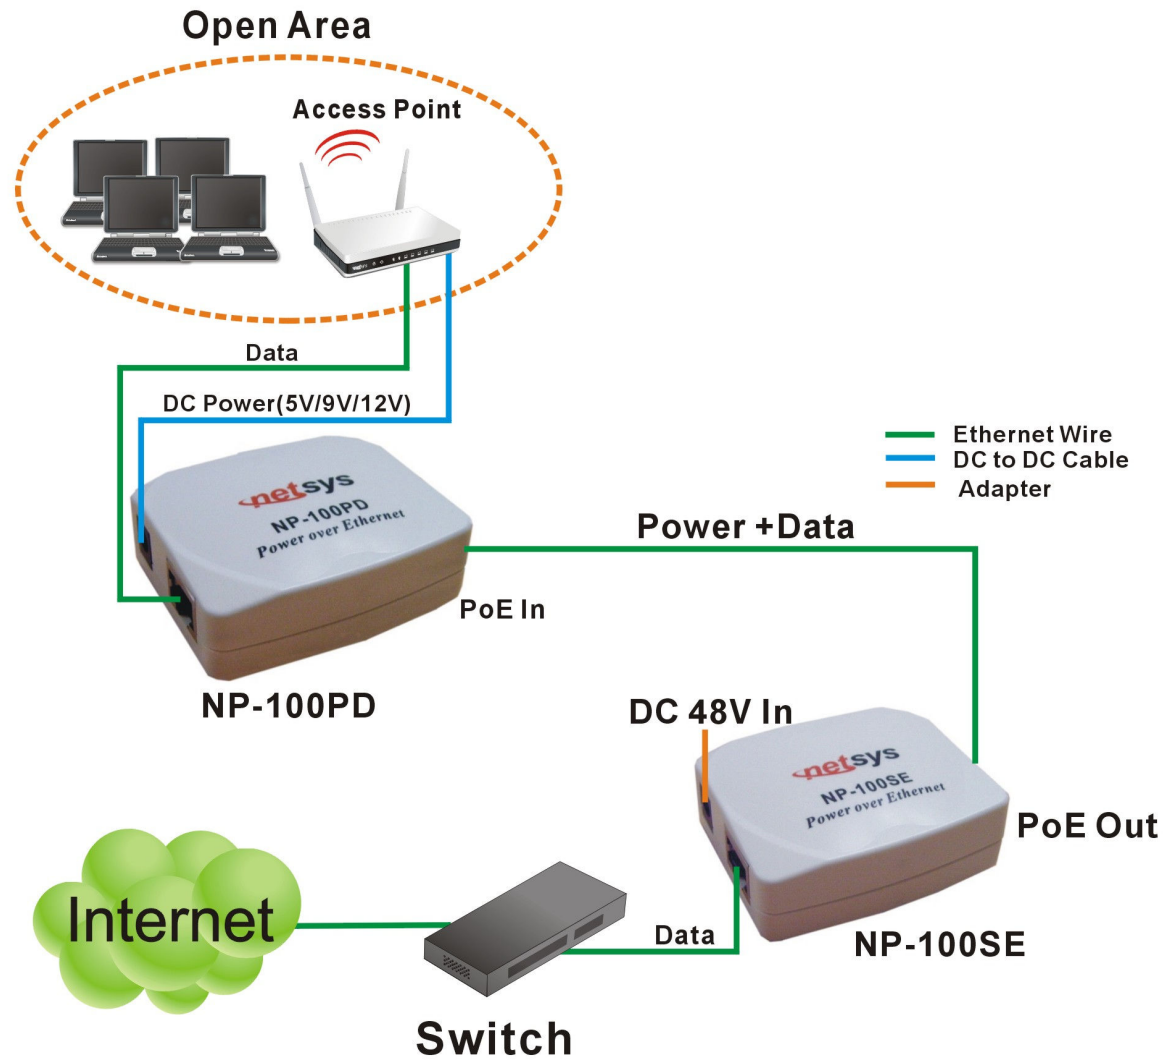 Open Area
Access Point
Data
DC Power(5V/9V/12V)
Ethernet Wire
DC to DC Cable
Adapter
netsys
NP-100PD
Power over Ethernet
Power +Data
PoE In
NP-100PD
DC 48V In
netsys
NP-100SE
Power over Ethernet
PoE Out
Internet
Data
NP-100SE
Switch